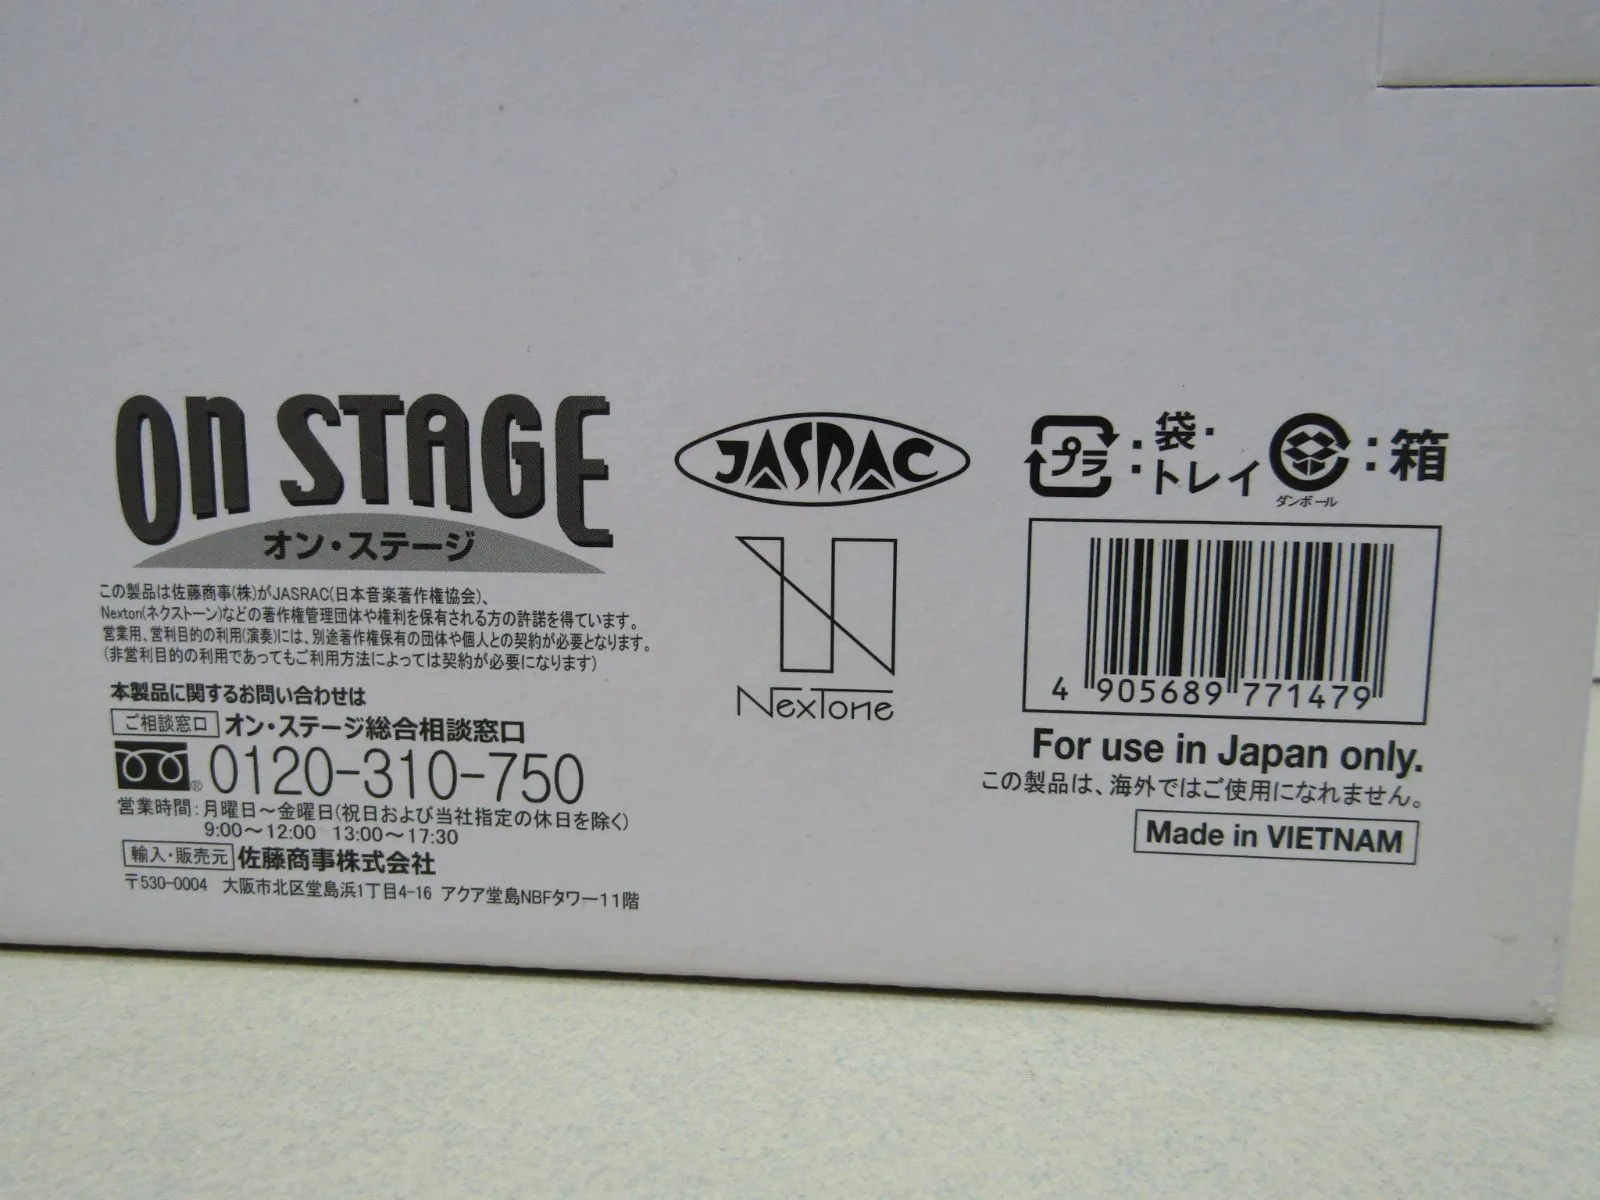 On STAGE
オン・ステージ
この製品は佐藤商事(株)がJASRAC(日本音楽著作権協会)、
Nexton(ネクストーン)などの著作権管理団体や権利を保有される方の許諾を得ています。
営業用、営利目的の利用(演奏)には、別途著作権保有の団体や個人との契約が必要となります。
(非営利目的の利用であってもご利用方法によっては契約が必要になります)
本製品に関するお問い合わせは
ご相談窓口 オン・ステージ総合相談窓口
® 0120-310-750
営業時間：月曜日～金曜日(祝日および当社指定の休日を除く)
9:00～12:00 13:00～17:30
輸入・販売元 佐藤商事株式会社
〒530-0004 大阪市北区堂島浜1丁目4-16 アクア堂島NBFタワー11階
JASRAC
NexTone
プラ：袋・
トレイ
ダンボール
：箱
4 905689 771479
For use in Japan only.
この製品は、海外ではご使用になれません。
Made in VIETNAM